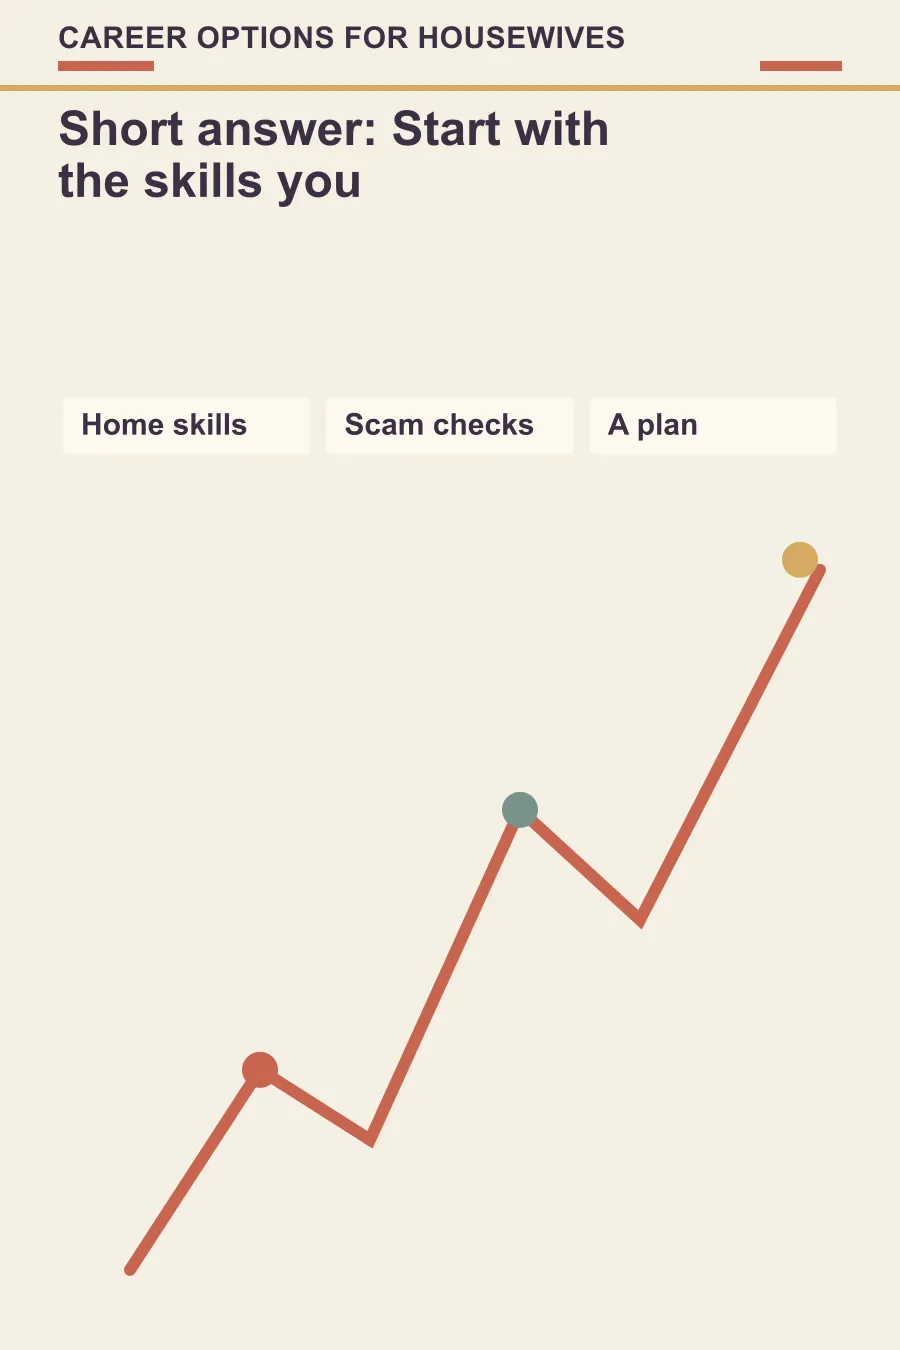 CAREER OPTIONS FOR HOUSEWIVES
Short answer: Start with
the skills you
Home skills
Scam checks
A plan